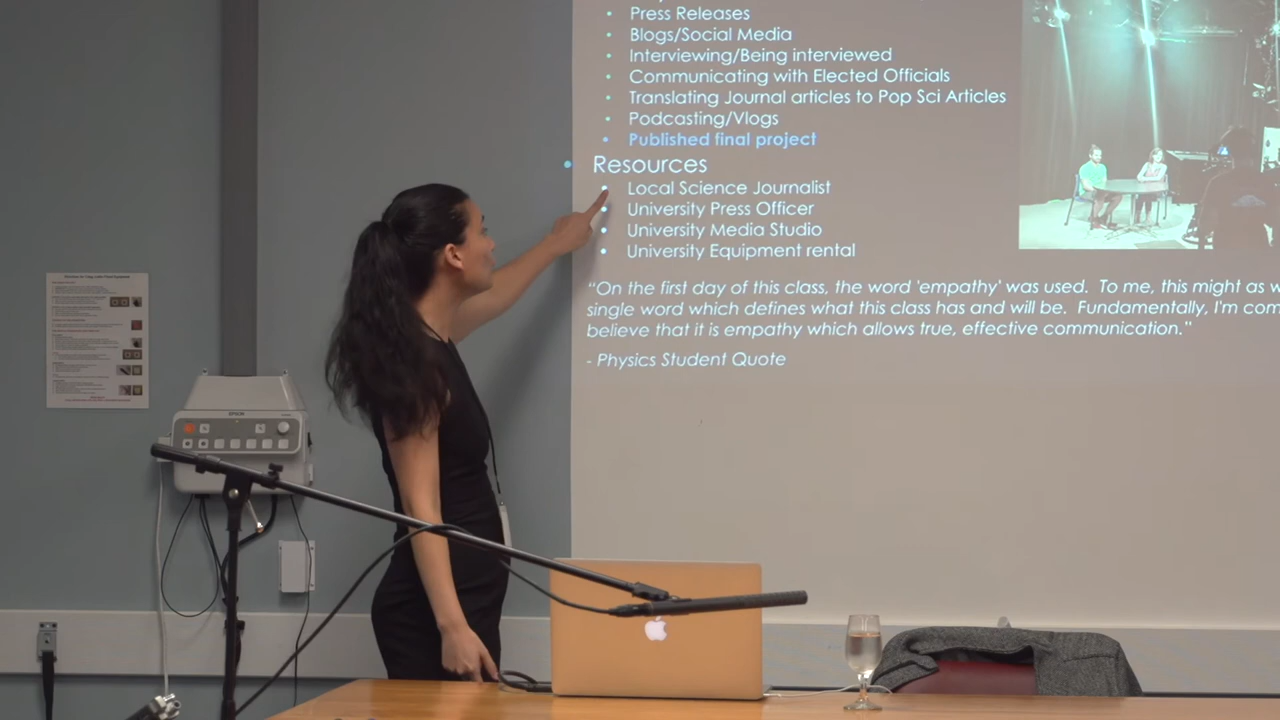 Press Releases
Blogs/Social Media
Interviewing/Being interviewed
Communicating with Elected Officials
Translating Journal articles to Pop Sci Articles
Podcasting/Vlogs
Published final project
Resources
Local Science Journalist
University Press Officer
University Media Studio
University Equipment rental
“On the first day of this class, the word 'empathy' was used. To me, this might as w
single word which defines what this class has and will be. Fundamentally, I'm com
believe that it is empathy which allows true, effective communication.”
- Physics Student Quote
EPSON